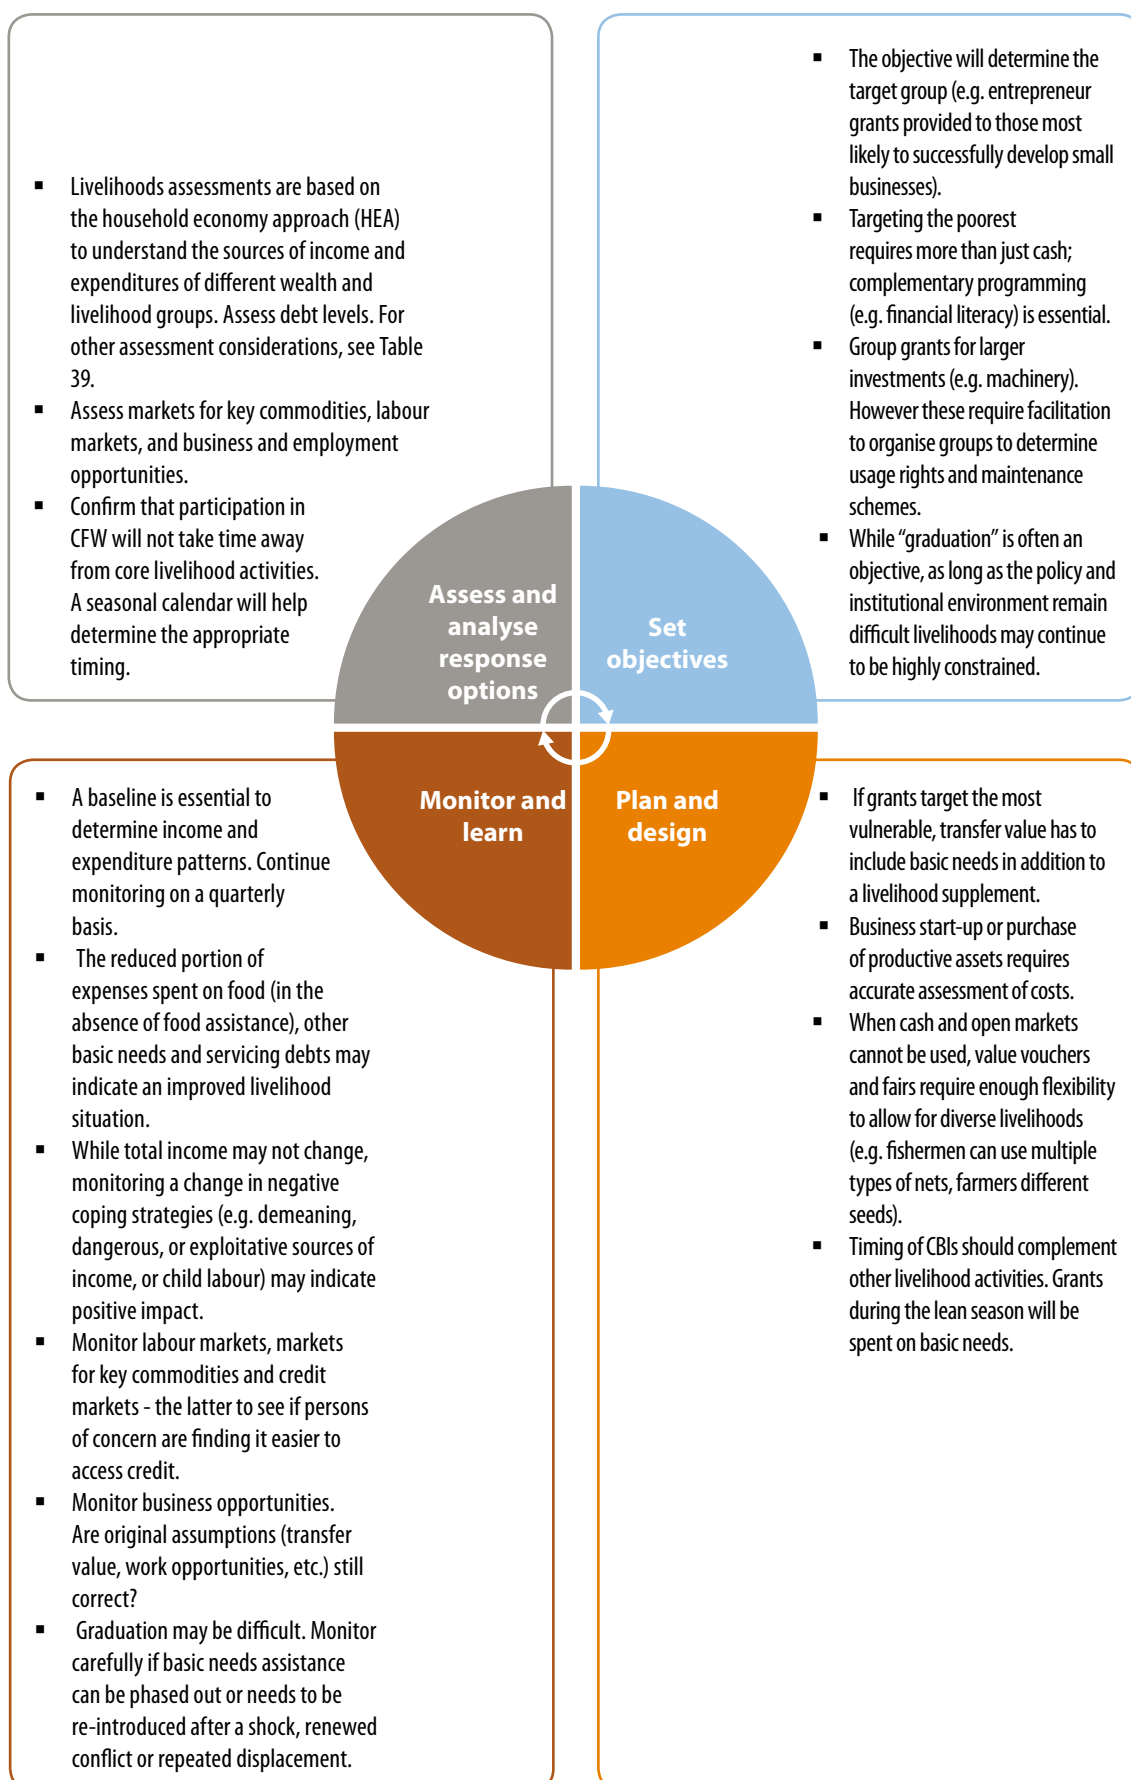 ▪ Livelihoods assessments are based on
the household economy approach (HEA)
to understand the sources of income and
expenditures of different wealth and
livelihood groups. Assess debt levels. For
other assessment considerations, see Table
39.
▪ Assess markets for key commodities, labour
markets, and business and employment
opportunities.
▪ Confirm that participation in
CFW will not take time away
from core livelihood activities.
A seasonal calendar will help
determine the appropriate
timing.
▪ The objective will determine the
target group (e.g. entrepreneur
grants provided to those most
likely to successfully develop small
businesses).
▪ Targeting the poorest
requires more than just cash;
complementary programming
(e.g. financial literacy) is essential.
▪ Group grants for larger
investments (e.g. machinery).
However these require facilitation
to organise groups to determine
usage rights and maintenance
schemes.
▪ While “graduation” is often an
objective, as long as the policy and
institutional environment remain
difficult livelihoods may continue
to be highly constrained.
Assess and
analyse
response
options
Set
objectives
Monitor and
learn
Plan and
design
▪ A baseline is essential to
determine income and
expenditure patterns. Continue
monitoring on a quarterly
basis.
▪ The reduced portion of
expenses spent on food (in the
absence of food assistance), other
basic needs and servicing debts may
indicate an improved livelihood
situation.
▪ While total income may not change,
monitoring a change in negative
coping strategies (e.g. demeaning,
dangerous, or exploitative sources of
income, or child labour) may indicate
positive impact.
▪ Monitor labour markets, markets
for key commodities and credit
markets - the latter to see if persons
of concern are finding it easier to
access credit.
▪ Monitor business opportunities.
Are original assumptions (transfer
value, work opportunities, etc.) still
correct?
▪ Graduation may be difficult. Monitor
carefully if basic needs assistance
can be phased out or needs to be
re-introduced after a shock, renewed
conflict or repeated displacement.
▪ If grants target the most
vulnerable, transfer value has to
include basic needs in addition to
a livelihood supplement.
▪ Business start-up or purchase
of productive assets requires
accurate assessment of costs.
▪ When cash and open markets
cannot be used, value vouchers
and fairs require enough flexibility
to allow for diverse livelihoods
(e.g. fishermen can use multiple
types of nets, farmers different
seeds).
▪ Timing of CBIs should complement
other livelihood activities. Grants
during the lean season will be
spent on basic needs.